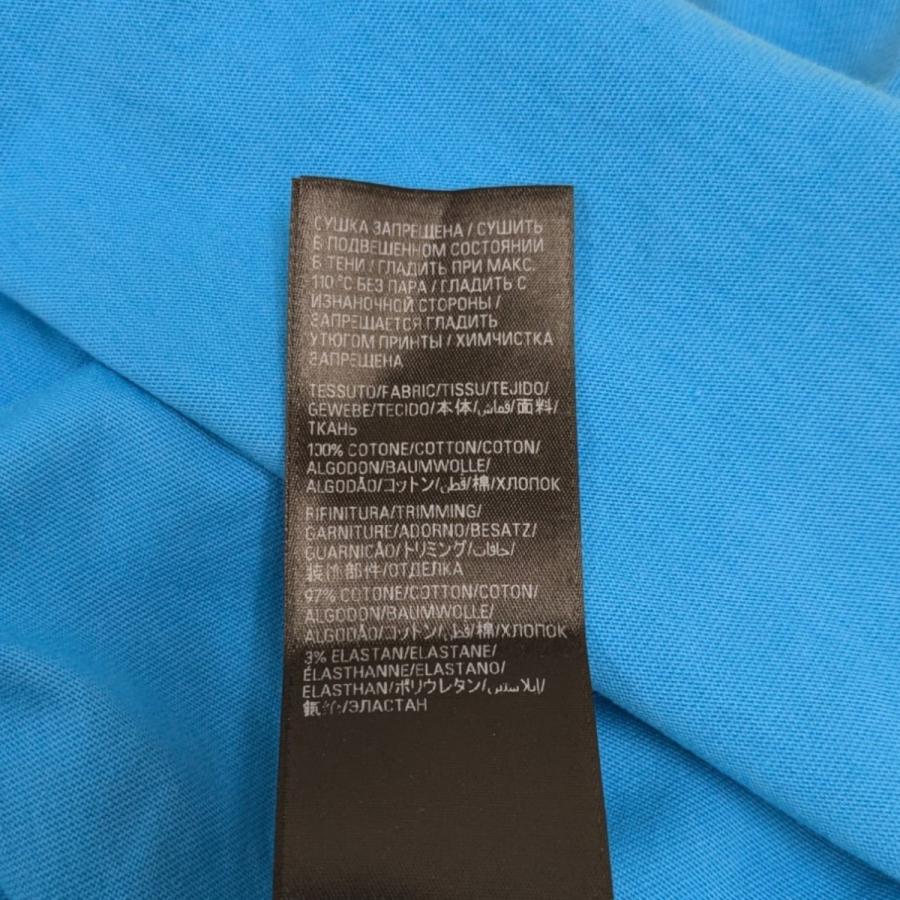 СУШКА ЗАПРЕЩЕНА / СУШИТЬ
В ПОДВЕШЕННОМ СОСТОЯНИИ
В ТЕНИ / ГЛАДИТЬ ПРИ МАКС.
110 °C БЕЗ ПАРА / ГЛАДИТЬ С
ИЗНАНОЧНОЙ СТОРОНЫ /
ЗАПРЕЩАЕТСЯ ГЛАДИТЬ
УТЮГОМ ПРИНТЫ / ХИМЧИСТКА
ЗАПРЕЩЕНА
TESSUTO/FABRIC/TISSU/TEJIDO/
GEWEBE/TECIDO/本体/قماش/面料/
ТКАНЬ
100% COTONE/COTTON/COTON/
ALGODON/BAUMWOLLE/
ALGODÃO/コットン/قطن/棉/ХЛОПОК
RIFINITURA/TRIMMING/
GARNITURE/ADORNO/BESATZ/
GUARNICÃO/トリミング/حافات/
装饰部件/ОТДЕЛКА
97% COTONE/COTTON/COTON/
ALGODON/BAUMWOLLE/
ALGODÃO/コットン/قطن/棉/ХЛОПОК
3% ELASTAN/ELASTANE/
ÉLASTHANNE/ELASTANO/
ELASTHAN/ポリウレタン/إيلاستين/
氨纶/ЭЛАСТАН